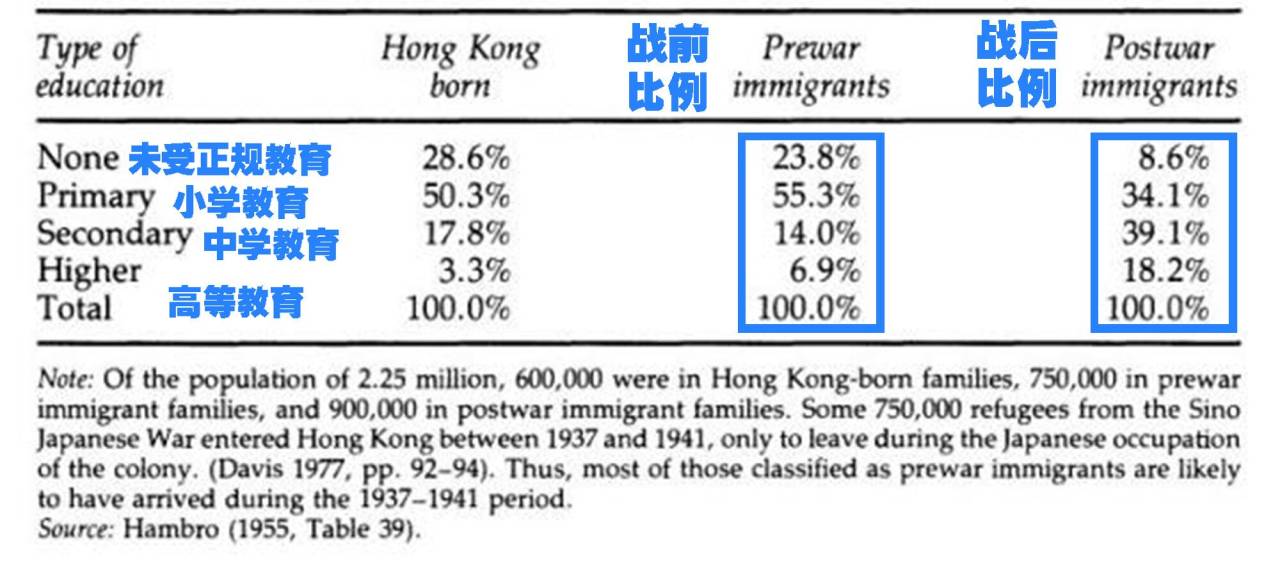 Type of education Hong Kong born 战前比例 Prewar immigrants 战后比例 Postwar immigrants
None 未受正规教育 28.6% 23.8% 8.6%
Primary 小学教育 50.3% 55.3% 34.1%
Secondary 中学教育 17.8% 14.0% 39.1%
Higher 高等教育 3.3% 6.9% 18.2%
Total 100.0% 100.0% 100.0%
Note: Of the population of 2.25 million, 600,000 were in Hong Kong-born families, 750,000 in prewar
immigrant families, and 900,000 in postwar immigrant families. Some 750,000 refugees from the Sino
Japanese War entered Hong Kong between 1937 and 1941, only to leave during the Japanese occupation
of the colony. (Davis 1977, pp. 92–94). Thus, most of those classified as prewar immigrants are likely
to have arrived during the 1937–1941 period.
Source: Hambro (1955, Table 39).